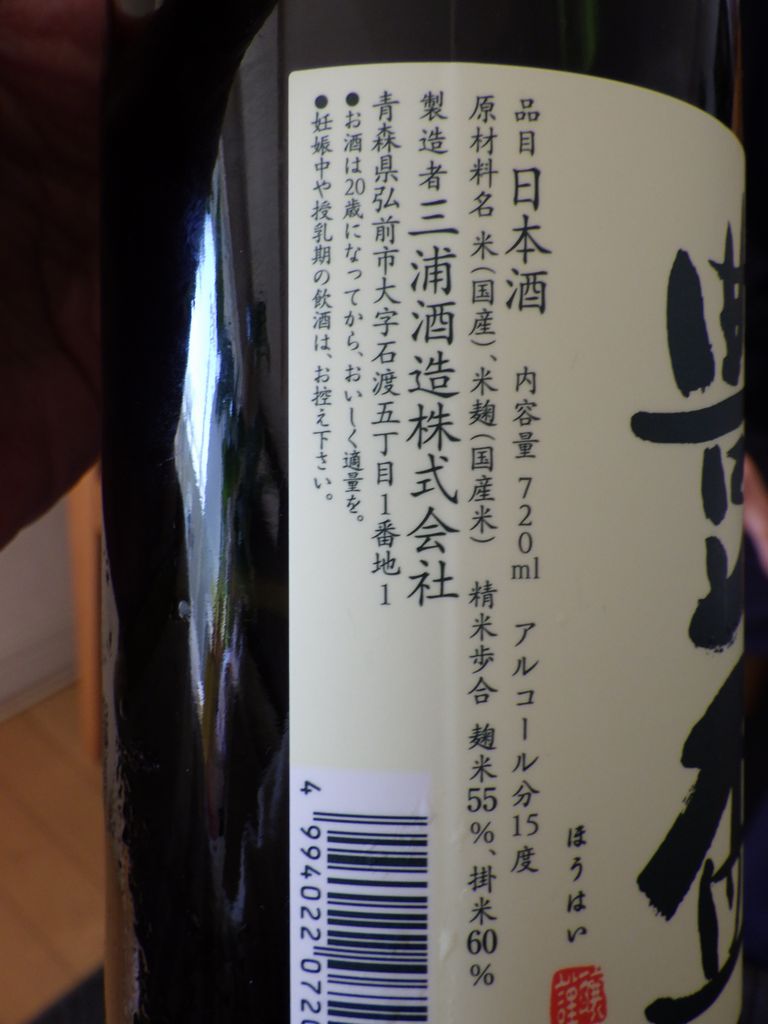 豊盃
ほうはい
品目 日本酒 内容量 720ml アルコール分15度
原材料名 米(国産)、米麹(国産米) 精米歩合 麹米55%、掛米60%
製造者 三浦酒造株式会社
青森県弘前市大字石渡五丁目1番地1
●お酒は20歳になってから、おいしく適量を。
●妊娠中や授乳期の飲酒は、お控え下さい。
4 994022 0720